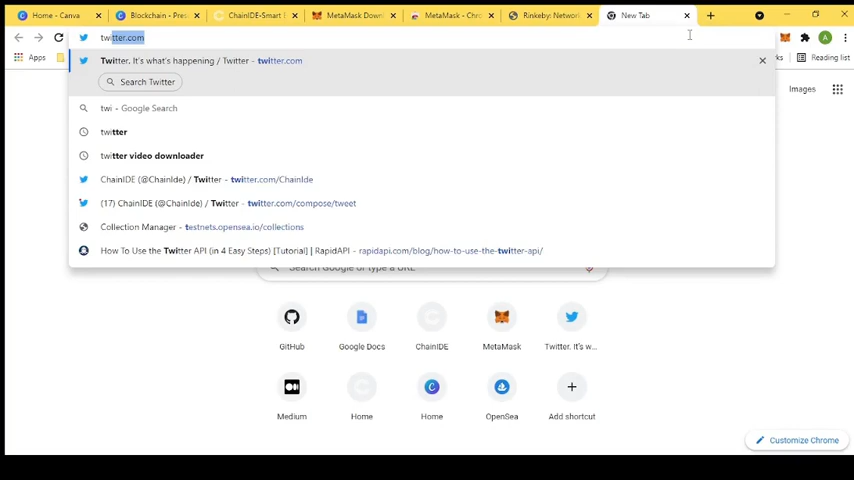 Home - Canva
Blockchain - Pres
ChainIDE-Smart E
MetaMask Downl
MetaMask - Chro
Rinkeby: Network
New Tab
twitter.com
Apps
ks
Reading list
A
Twitter. It's what's happening / Twitter - twitter.com
Search Twitter
Images
twi - Google Search
twitter
twitter video downloader
ChainIDE (@ChainIde) / Twitter - twitter.com/ChainIde
(17) ChainIDE (@ChainIde) / Twitter - twitter.com/compose/tweet
Collection Manager - testnets.opensea.io/collections
How To Use the Twitter API (in 4 Easy Steps) [Tutorial] | RapidAPI - rapidapi.com/blog/how-to-use-the-twitter-api/
Search Google or type a URL
GitHub
Google Docs
ChainIDE
MetaMask
Twitter. It's w...
Medium
Home
Home
OpenSea
Add shortcut
Customize Chrome